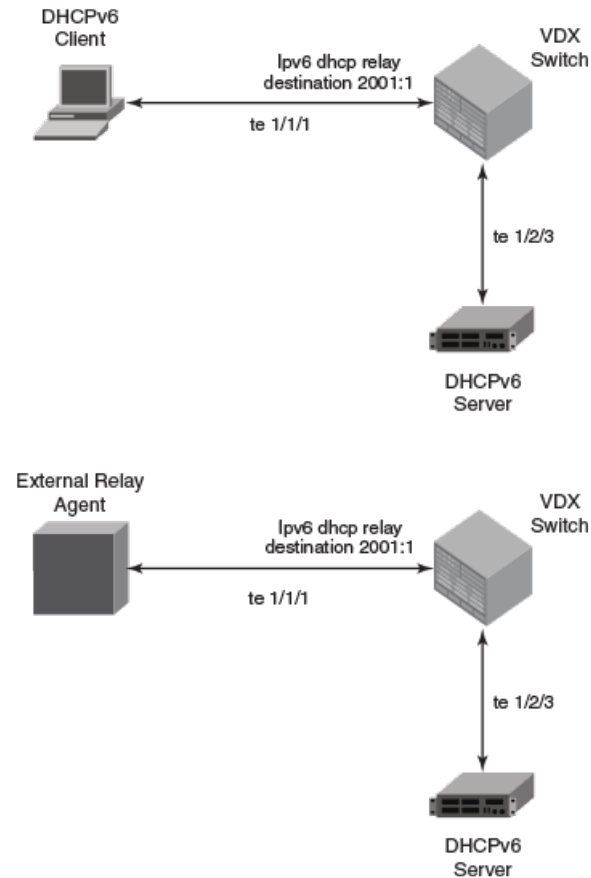 DHCPv6
Client
VDX
Switch
Ipv6 dhcp relay
destination 2001:1
te 1/1/1
te 1/2/3
DHCPv6
Server
External Relay
Agent
VDX
Switch
Ipv6 dhcp relay
destination 2001:1
te 1/1/1
te 1/2/3
DHCPv6
Server